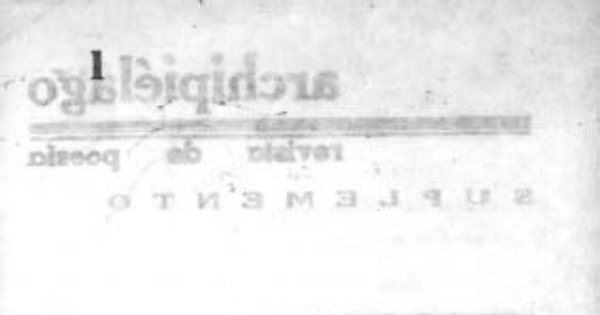 1
archipiélago
revista de poesia
SUPLEMENTO